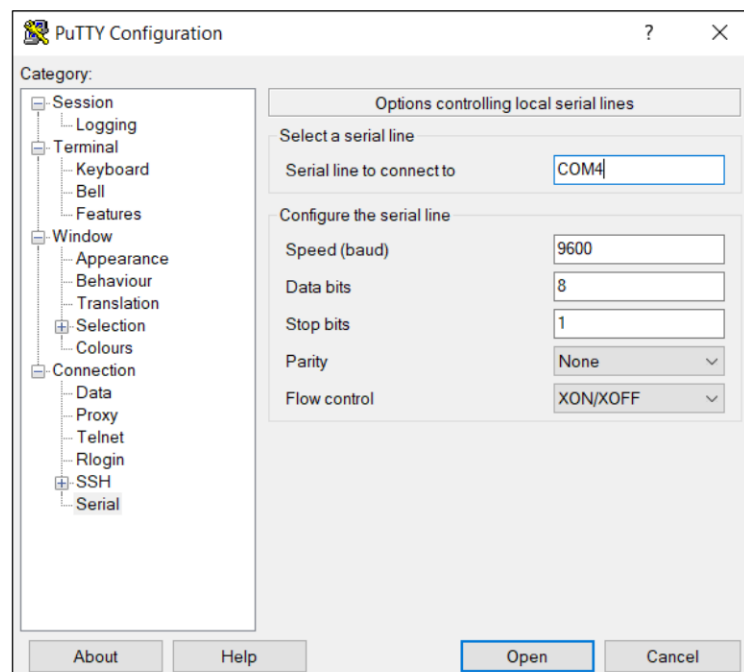 PuTTY Configuration
?
Category:
Session
Logging
Terminal
Keyboard
Bell
Features
Window
Appearance
Behaviour
Translation
Selection
Colours
Connection
Data
Proxy
Telnet
Rlogin
SSH
Serial
Options controlling local serial lines
Select a serial line
Serial line to connect to COM4
Configure the serial line
Speed (baud) 9600
Data bits 8
Stop bits 1
Parity None
Flow control XON/XOFF
About Help Open Cancel